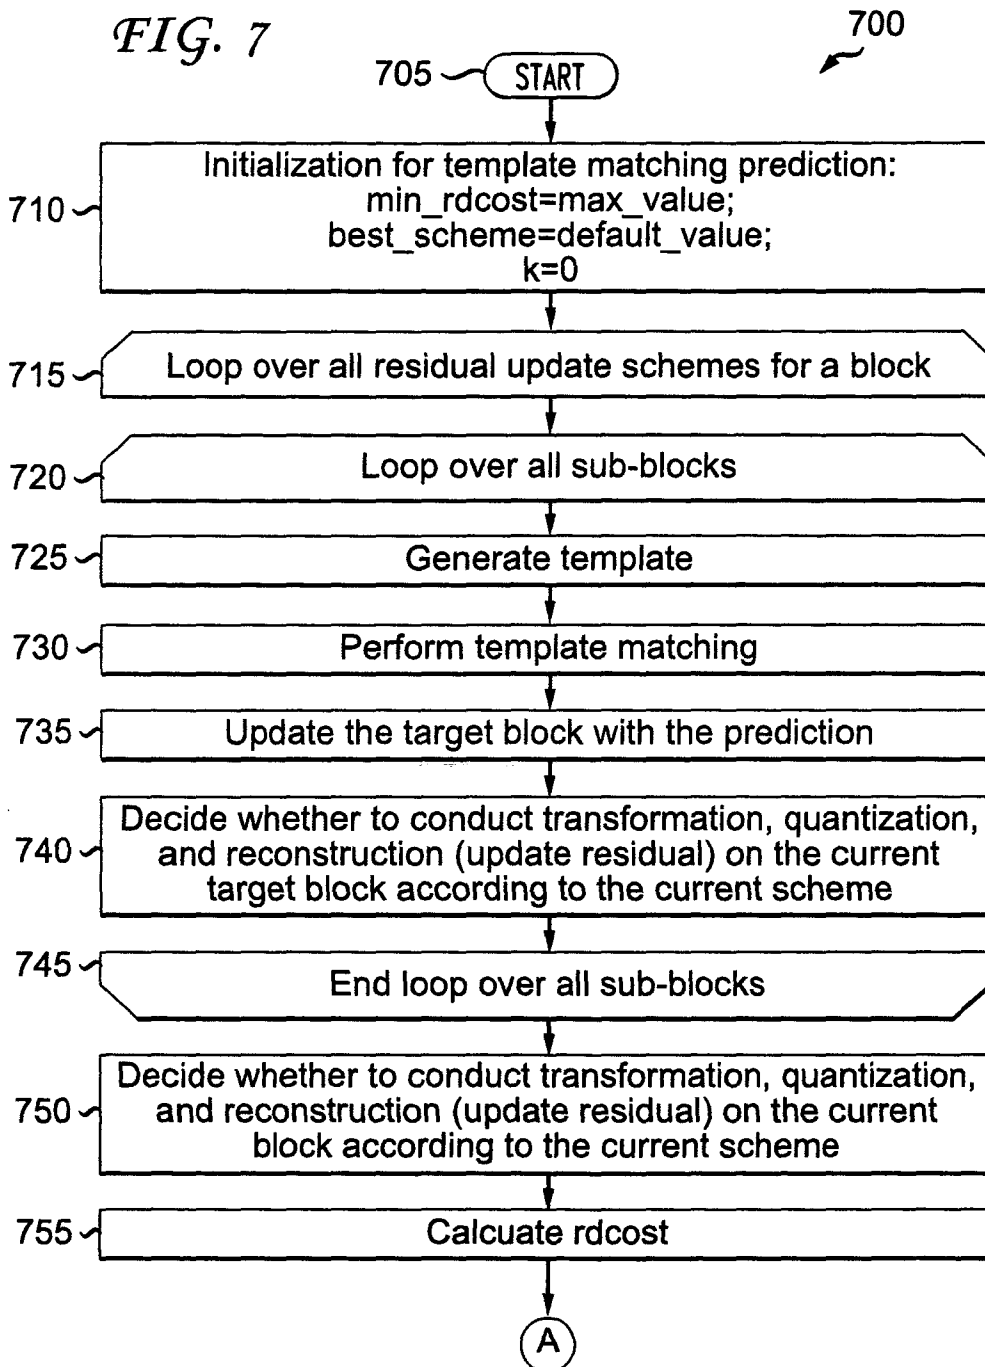 FIG. 7
700
705 START
710 Initialization for template matching prediction:
min_rdcost=max_value;
best_scheme=default_value;
k=0
715 Loop over all residual update schemes for a block
720 Loop over all sub-blocks
725 Generate template
730 Perform template matching
735 Update the target block with the prediction
740 Decide whether to conduct transformation, quantization,
and reconstruction (update residual) on the current
target block according to the current scheme
745 End loop over all sub-blocks
750 Decide whether to conduct transformation, quantization,
and reconstruction (update residual) on the current
block according to the current scheme
755 Calcuate rdcost
A